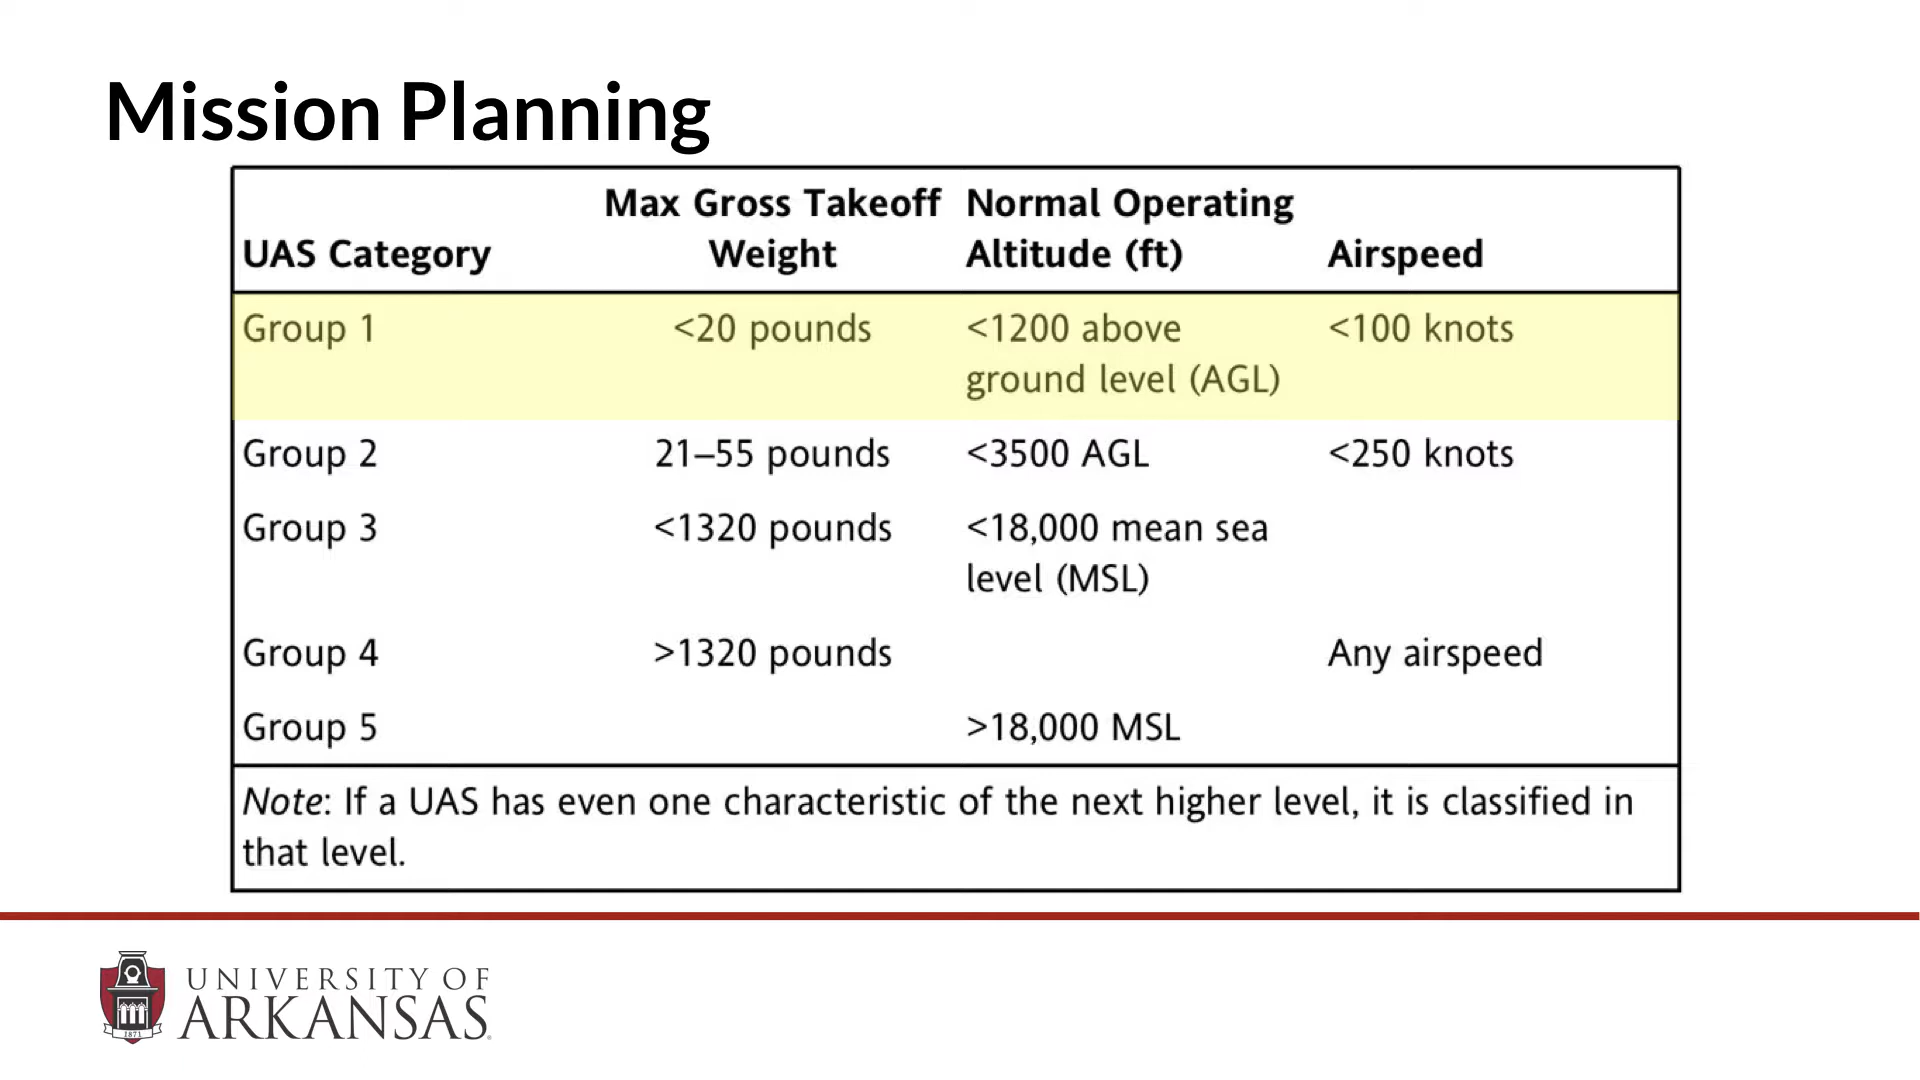 Mission Planning
UAS Category Max Gross Takeoff Weight Normal Operating Altitude (ft) Airspeed
Group 1 <20 pounds <1200 above ground level (AGL) <100 knots
Group 2 21–55 pounds <3500 AGL <250 knots
Group 3 <1320 pounds <18,000 mean sea level (MSL)
Group 4 >1320 pounds Any airspeed
Group 5 >18,000 MSL
Note: If a UAS has even one characteristic of the next higher level, it is classified in
that level.
1871
UNIVERSITY OF
ARKANSAS